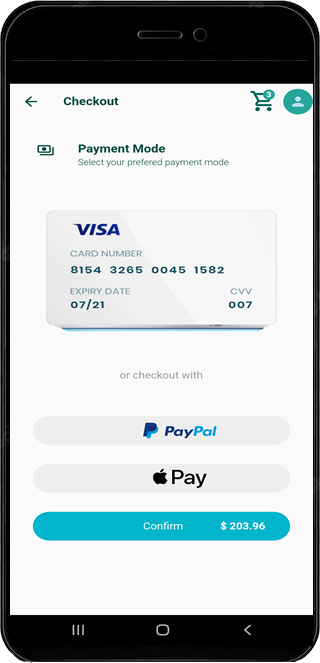 Checkout
3
Payment Mode
Select your prefered payment mode
VISA
CARD NUMBER
8154 3265 0045 1582
EXPIRY DATE CVV
07/21 007
or checkout with
PayPal
Pay
Confirm $ 203.96